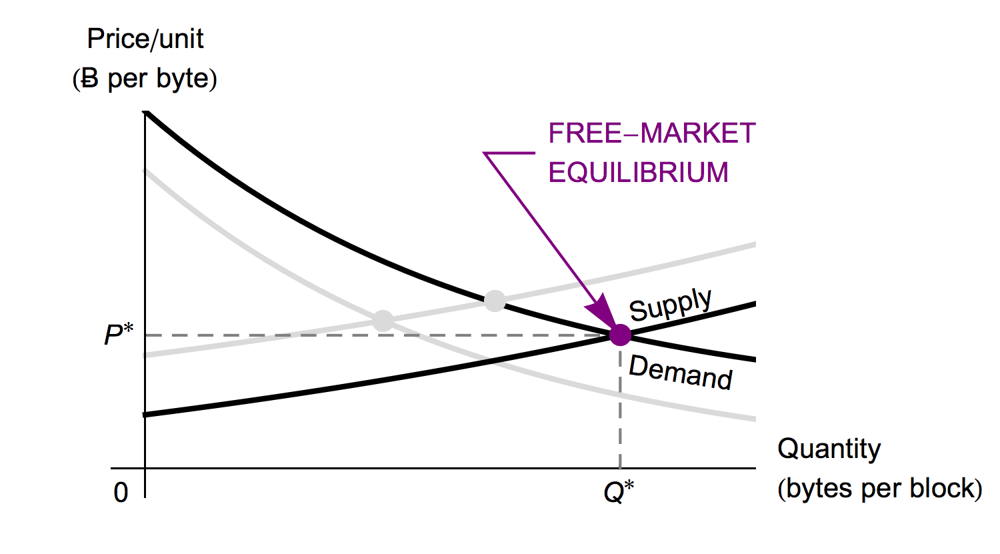 Price/unit
(Ƀ per byte)
FREE–MARKET
EQUILIBRIUM
Supply
P*
Demand
Quantity
(bytes per block)
0
Q*